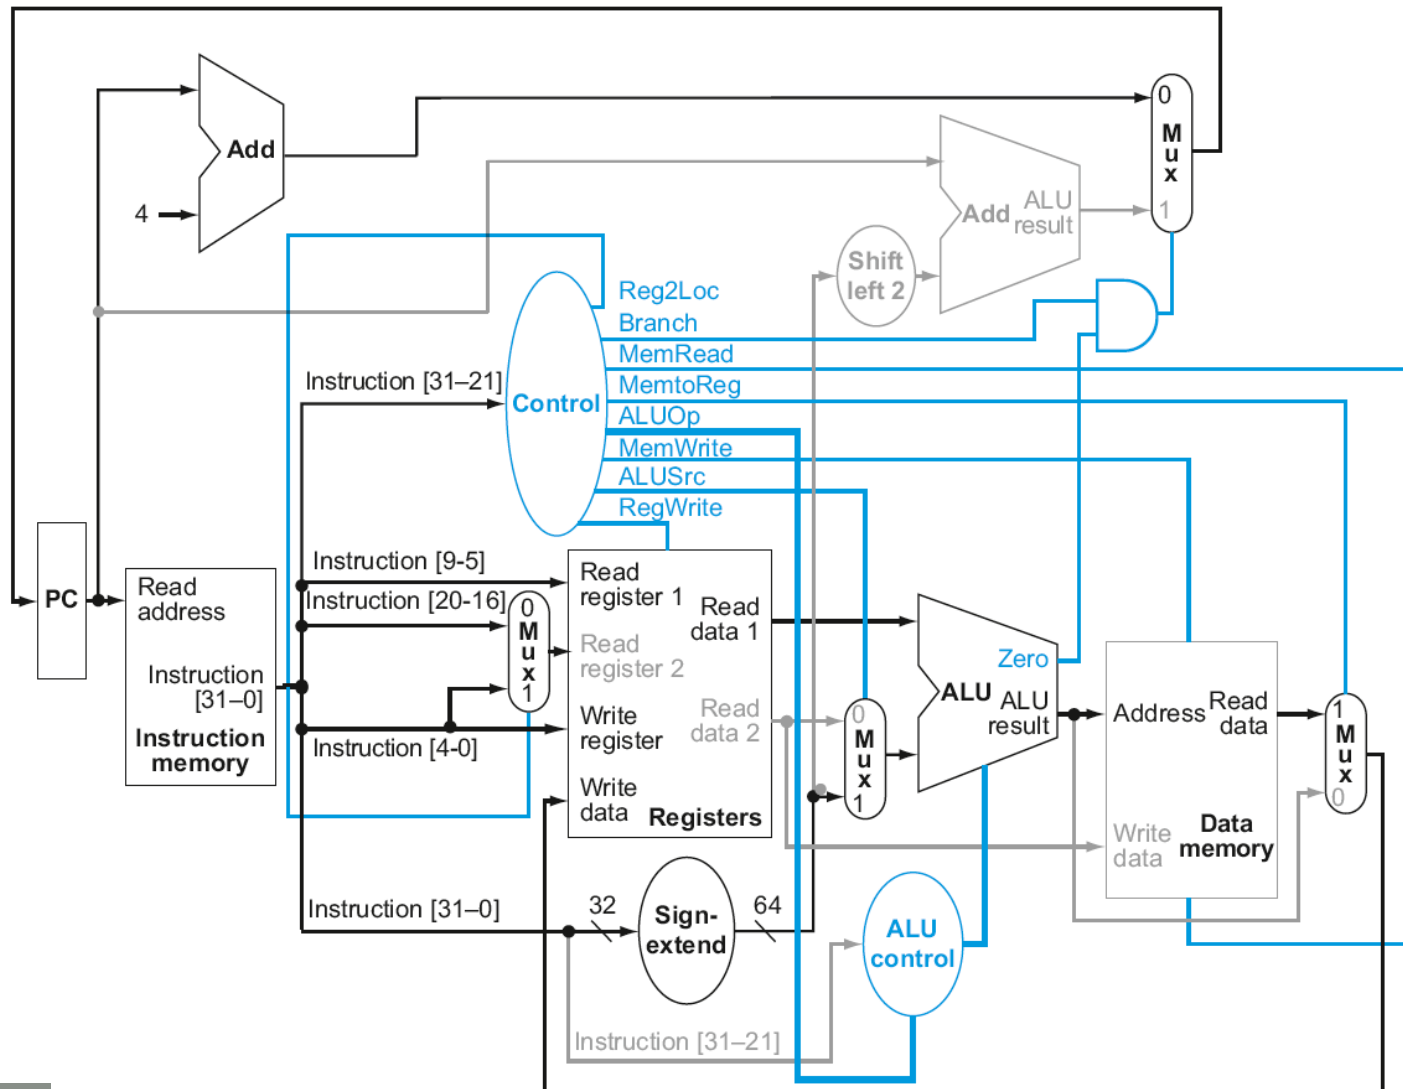 0
M
u
x
1
Add
4
Add
ALU
result
Shift
left 2
Reg2Loc
Branch
MemRead
MemtoReg
ALUOp
MemWrite
ALUSrc
RegWrite
Instruction [31–21]
Control
PC
Read
address
Instruction
[31–0]
Instruction
memory
Instruction [9-5]
Instruction [20-16]
Instruction [4-0]
0
M
u
x
1
Read
register 1
Read
register 2
Write
register
Write
data
Read
data 1
Read
data 2
Registers
0
M
u
x
1
Zero
ALU
ALU
result
Address
Read
data
Write
data
Data
memory
1
M
u
x
0
Instruction [31–0]
32
Sign-
extend
64
ALU
control
Instruction [31–21]